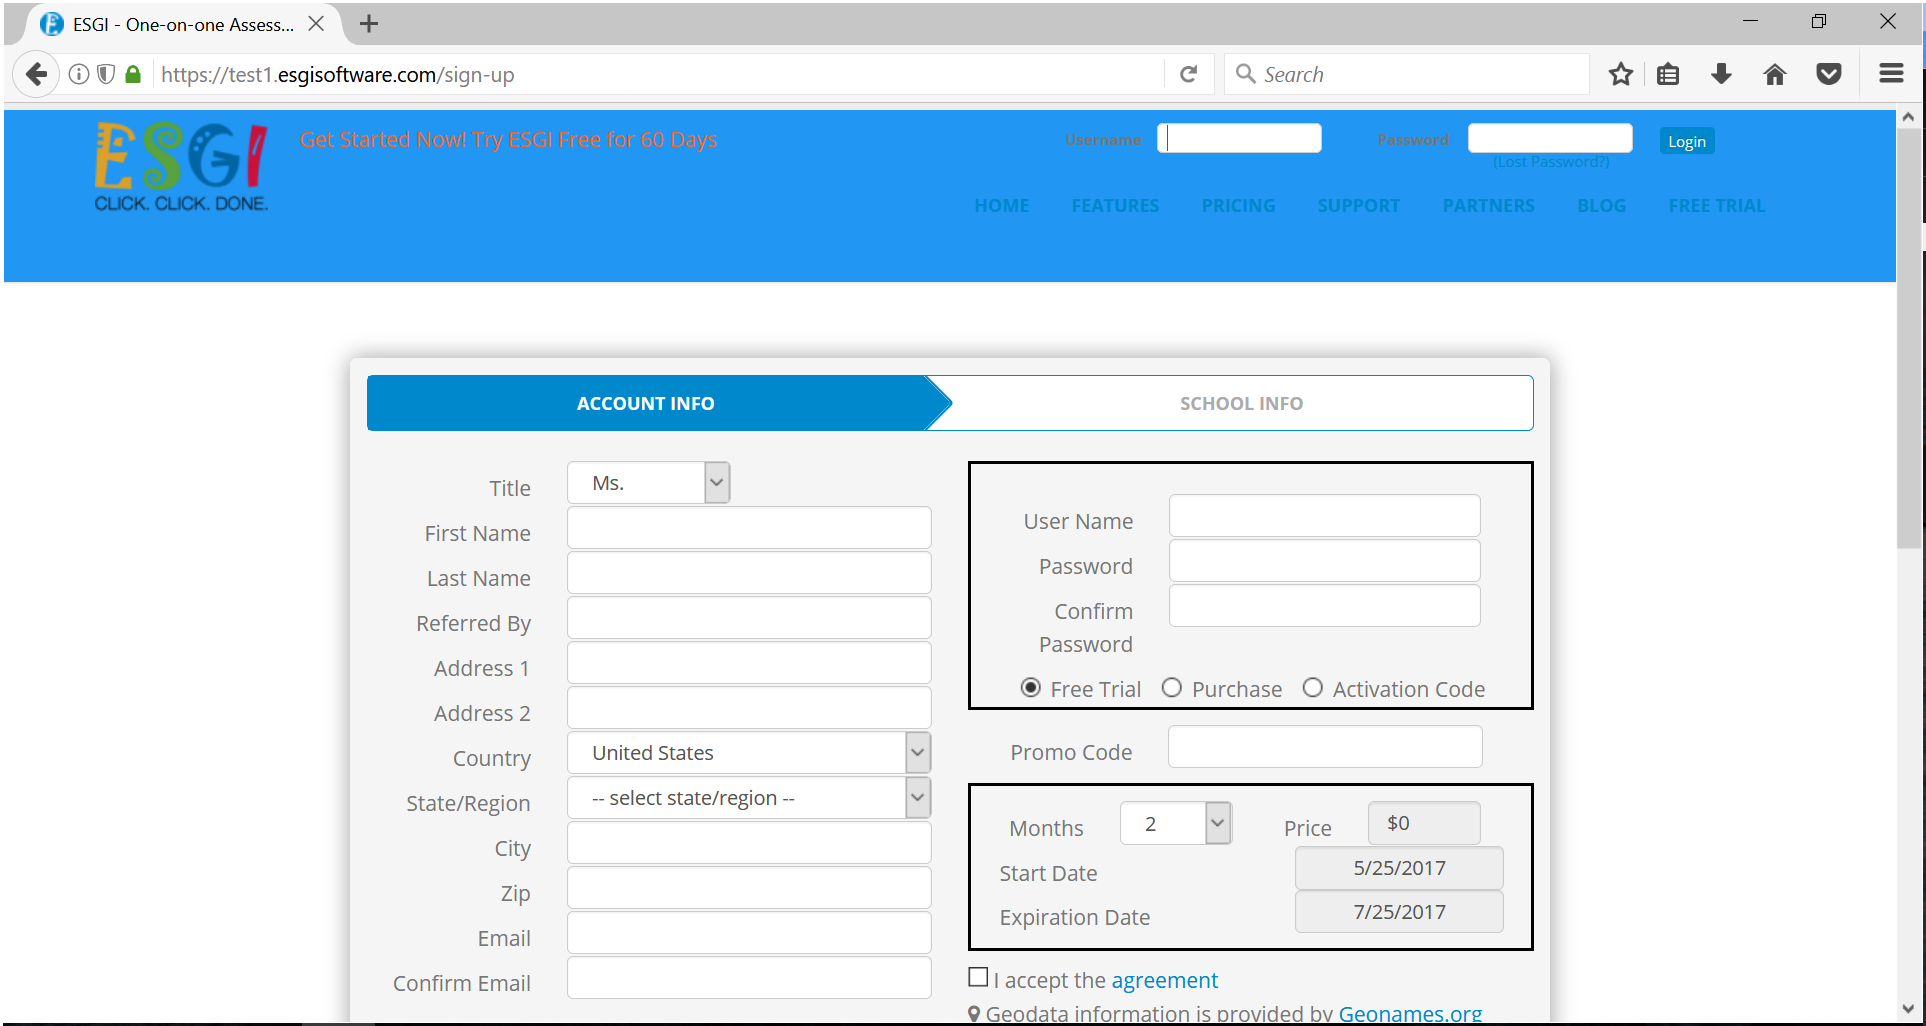 ESGI - One-on-one Assess...
https://test1.esgisoftware.com/sign-up
Search
ESGI
CLICK. CLICK. DONE.
Get Started Now! Try ESGI Free for 60 Days
Username
Password
Login
(Lost Password?)
HOME FEATURES PRICING SUPPORT PARTNERS BLOG FREE TRIAL
ACCOUNT INFO
SCHOOL INFO
Title Ms.
First Name
Last Name
Referred By
Address 1
Address 2
Country United States
State/Region -- select state/region --
City
Zip
Email
Confirm Email
User Name
Password
Confirm
Password
Free Trial Purchase Activation Code
Promo Code
Months 2 Price $0
Start Date 5/25/2017
Expiration Date 7/25/2017
I accept the agreement
Geodata information is provided by Geonames.org